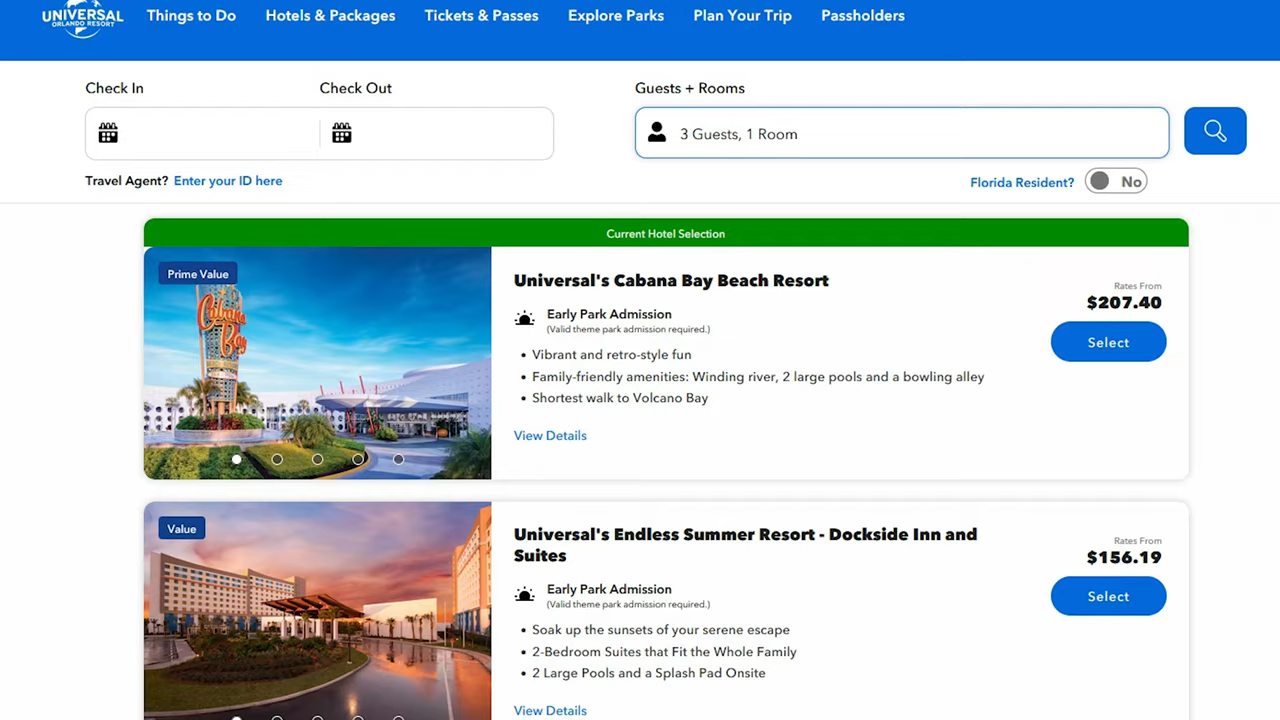 UNIVERSAL
ORLANDO RESORT
Things to Do
Hotels & Packages
Tickets & Passes
Explore Parks
Plan Your Trip
Passholders
Check In
Check Out
Guests + Rooms
3 Guests, 1 Room
Travel Agent? Enter your ID here
Florida Resident?
No
Current Hotel Selection
Prime Value
Cabana
Bay
Universal's Cabana Bay Beach Resort
Early Park Admission
(Valid theme park admission required.)
• Vibrant and retro-style fun
• Family-friendly amenities: Winding river, 2 large pools and a bowling alley
• Shortest walk to Volcano Bay
View Details
Rates From
$207.40
Select
Value
Universal's Endless Summer Resort - Dockside Inn and
Suites
Early Park Admission
(Valid theme park admission required.)
• Soak up the sunsets of your serene escape
• 2-Bedroom Suites that Fit the Whole Family
• 2 Large Pools and a Splash Pad Onsite
View Details
Rates From
$156.19
Select